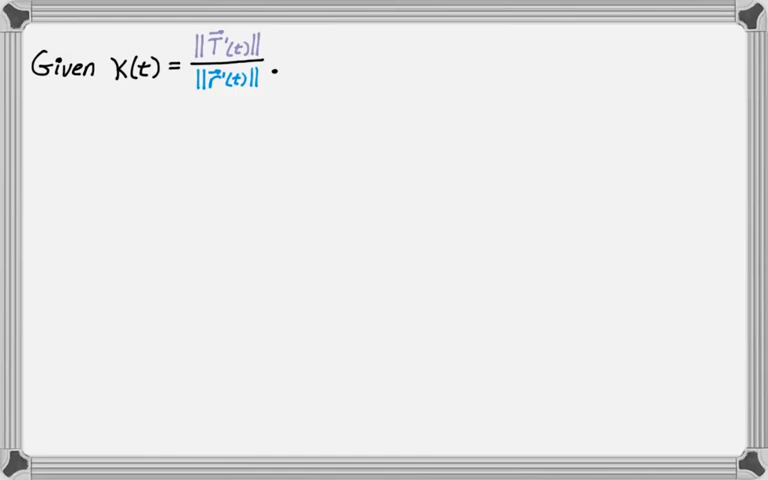 Given κ(t) = ||T⃗'(t)|| / ||r⃗'(t)|| .